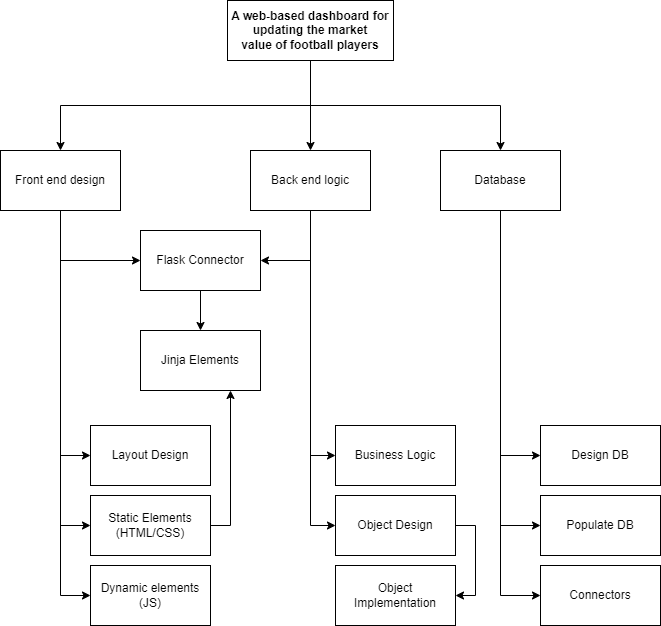 A web-based dashboard for
updating the market
value of football players
Front end design
Back end logic
Database
Flask Connector
Jinja Elements
Layout Design
Business Logic
Design DB
Static Elements
(HTML/CSS)
Object Design
Populate DB
Dynamic elements
(JS)
Object
Implementation
Connectors